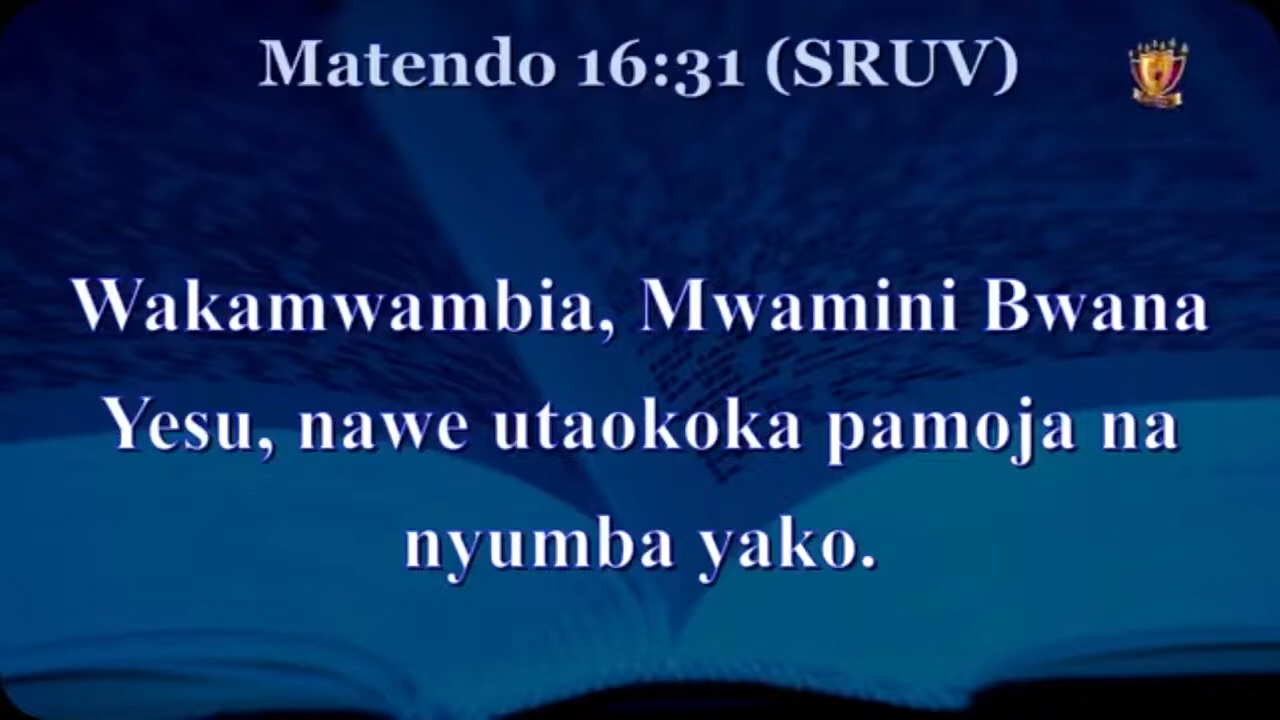 Matendo 16:31 (SRUV)
Wakamwambia, Mwamini Bwana
Yesu, nawe utaokoka pamoja na
nyumba yako.